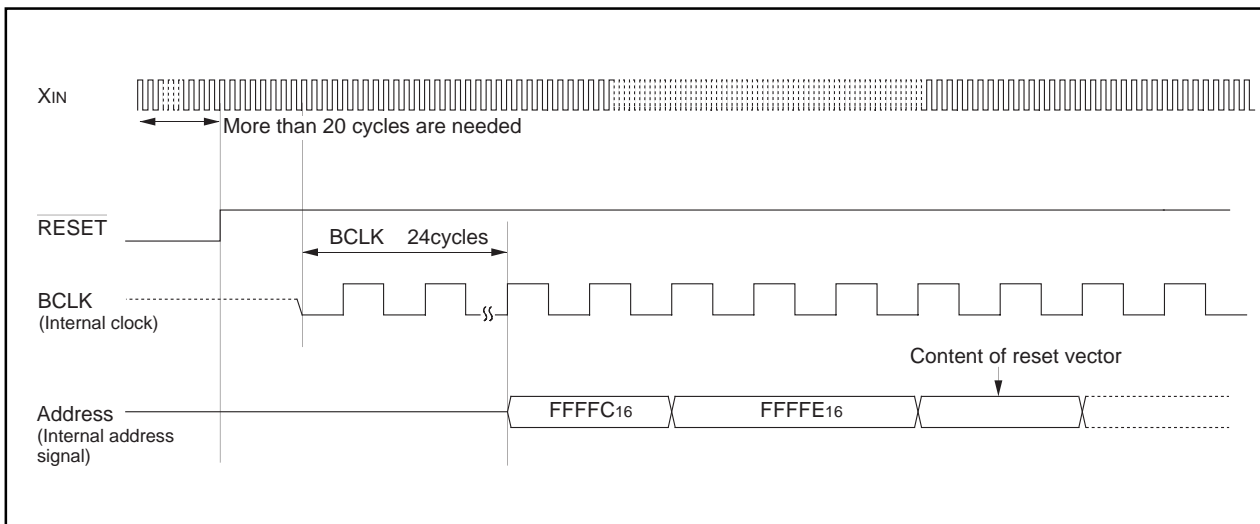 XIN
More than 20 cycles are needed
RESET
BCLK 24cycles
BCLK
(Internal clock)
Content of reset vector
Address
(Internal address
signal)
FFFFC16
FFFFE16